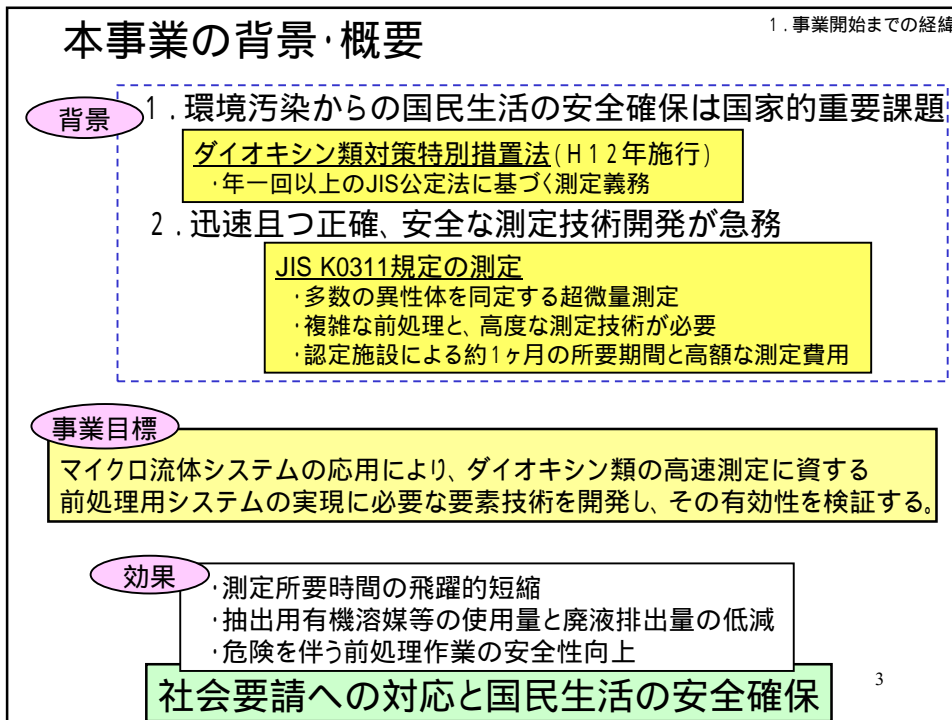 1．事業開始までの経緯
本事業の背景・概要
背景
1．環境汚染からの国民生活の安全確保は国家的重要課題
ダイオキシン類対策特別措置法(H12年施行)
・年一回以上のJIS公定法に基づく測定義務
2．迅速且つ正確、安全な測定技術開発が急務
JIS K0311規定の測定
・多数の異性体を同定する超微量測定
・複雑な前処理と、高度な測定技術が必要
・認定施設による約1ヶ月の所要期間と高額な測定費用
事業目標
マイクロ流体システムの応用により、ダイオキシン類の高速測定に資する
前処理用システムの実現に必要な要素技術を開発し、その有効性を検証する。
効果
・測定所要時間の飛躍的短縮
・抽出用有機溶媒等の使用量と廃液排出量の低減
・危険を伴う前処理作業の安全性向上
社会要請への対応と国民生活の安全確保
3